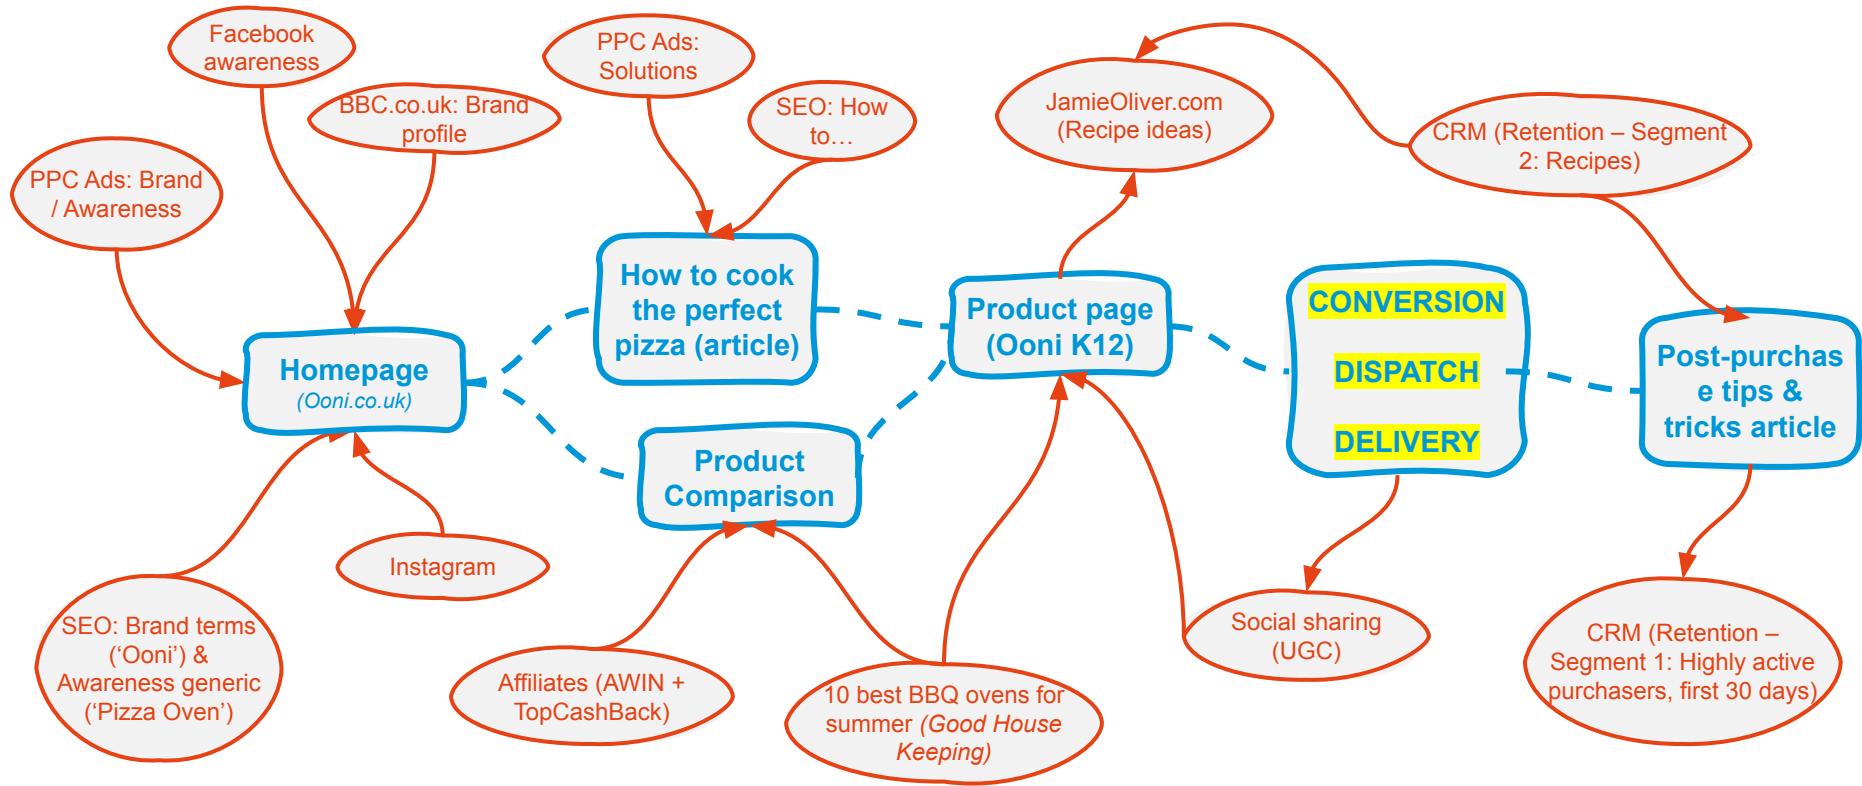 Facebook
awareness
PPC Ads:
Solutions
BBC.co.uk: Brand
profile
SEO: How
to…
JamieOliver.com
(Recipe ideas)
CRM (Retention – Segment
2: Recipes)
PPC Ads: Brand
/ Awareness
How to cook
the perfect
pizza (article)
Product page
(Ooni K12)
CONVERSION
DISPATCH
DELIVERY
Post-purchas
e tips &
tricks article
Homepage
(Ooni.co.uk)
Product
Comparison
Instagram
SEO: Brand terms
(‘Ooni’) &
Awareness generic
(‘Pizza Oven’)
Affiliates (AWIN +
TopCashBack)
10 best BBQ ovens for
summer (Good House
Keeping)
Social sharing
(UGC)
CRM (Retention –
Segment 1: Highly active
purchasers, first 30 days)